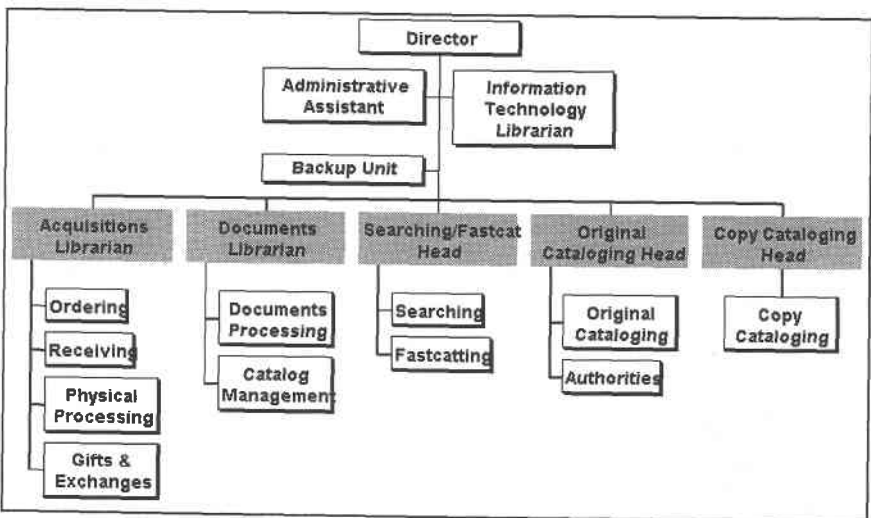 Director
Administrative
Assistant
Information
Technology
Librarian
Backup Unit
Acquisitions
Librarian
Documents
Librarian
Searching/Fastcat
Head
Original
Cataloging Head
Copy Cataloging
Head
Ordering
Receiving
Physical
Processing
Gifts &
Exchanges
Documents
Processing
Catalog
Management
Searching
Fastcatting
Original
Cataloging
Authorities
Copy
Cataloging